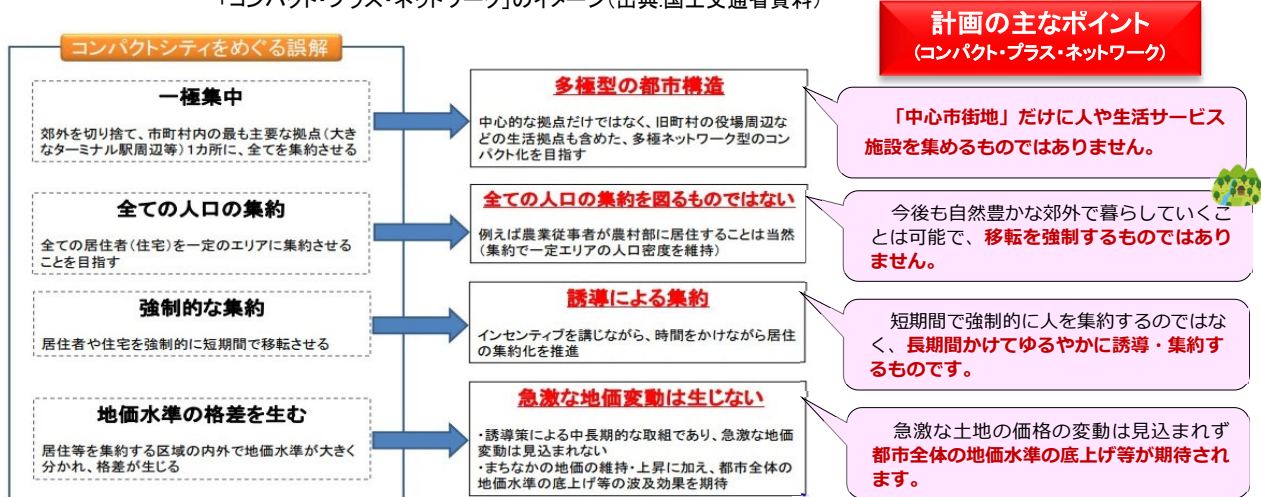 「コンパクト・プラス・ネットワーク」のイメージ（出典:国土交通省資料）
計画の主なポイント
（コンパクト・プラス・ネットワーク）
コンパクトシティをめぐる誤解
一極集中
郊外を切り捨て、市町村内の最も主要な拠点（大き
なターミナル駅周辺等）１カ所に、全てを集約させる
多極型の都市構造
中心的な拠点だけではなく、旧町村の役場周辺な
どの生活拠点も含めた、多極ネットワーク型のコン
パクト化を目指す
「中心市街地」だけに人や生活サービス
施設を集めるものではありません。
全ての人口の集約
全ての居住者（住宅）を一定のエリアに集約させる
ことを目指す
全ての人口の集約を図るものではない
例えば農業従事者が農村部に居住することは当然
（集約で一定エリアの人口密度を維持）
今後も自然豊かな郊外で暮らしていくこ
とは可能で、移転を強制するものではあり
ません。
強制的な集約
居住者や住宅を強制的に短期間で移転させる
誘導による集約
インセンティブを講じながら、時間をかけながら居住
の集約化を推進
短期間で強制的に人を集約するのではな
く、長期間かけてゆるやかに誘導・集約す
るものです。
地価水準の格差を生む
居住等を集約する区域の内外で地価水準が大きく
分かれ、格差が生じる
急激な地価変動は生じない
・誘導策による中長期的な取組であり、急激な地価
変動は見込まれない
・まちなかの地価の維持・上昇に加え、都市全体の
地価水準の底上げ等の波及効果を期待
急激な土地の価格の変動は見込まれず
都市全体の地価水準の底上げ等が期待され
ます。